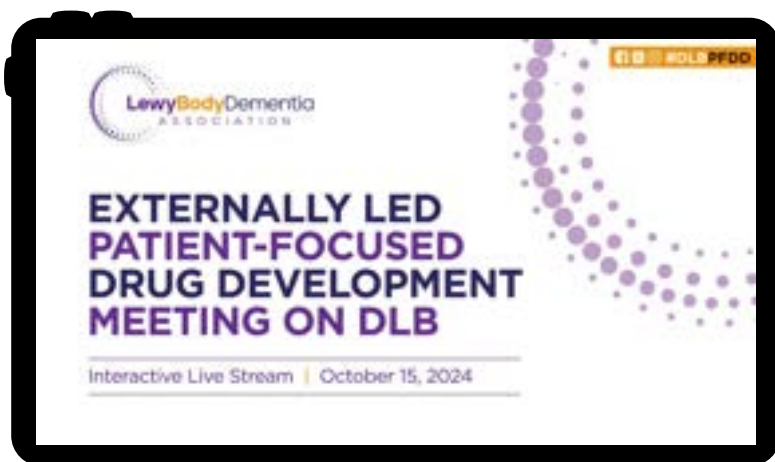 LewyBodyDementia
ASSOCIATION
#DLBPFDD
EXTERNALLY LED
PATIENT-FOCUSED
DRUG DEVELOPMENT
MEETING ON DLB
Interactive Live Stream | October 15, 2024